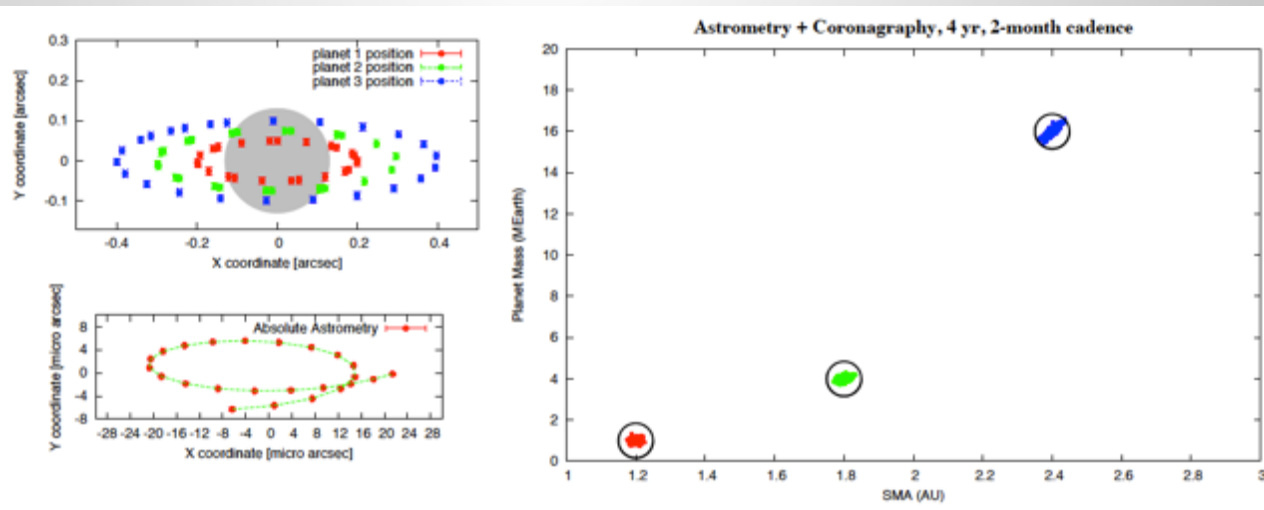 Astrometry + Coronagraphy, 4 yr, 2-month cadence
planet 1 position
planet 2 position
planet 3 position
Y coordinate [arcsec]
0.3
0.2
0.1
0
-0.1
-0.4 -0.2 0 0.2 0.4
X coordinate [arcsec]
Absolute Astrometry
Y coordinate [micro arcsec]
8
4
0
-4
-8
-28 -24 -20 -16 -12 -8 -4 0 4 8 12 16 20 24 28
X coordinate [micro arcsec]
Planet Mass (MEarth)
20
18
16
14
12
10
8
6
4
2
0
1 1.2 1.4 1.6 1.8 2 2.2 2.4 2.6 2.8 3
SMA (AU)